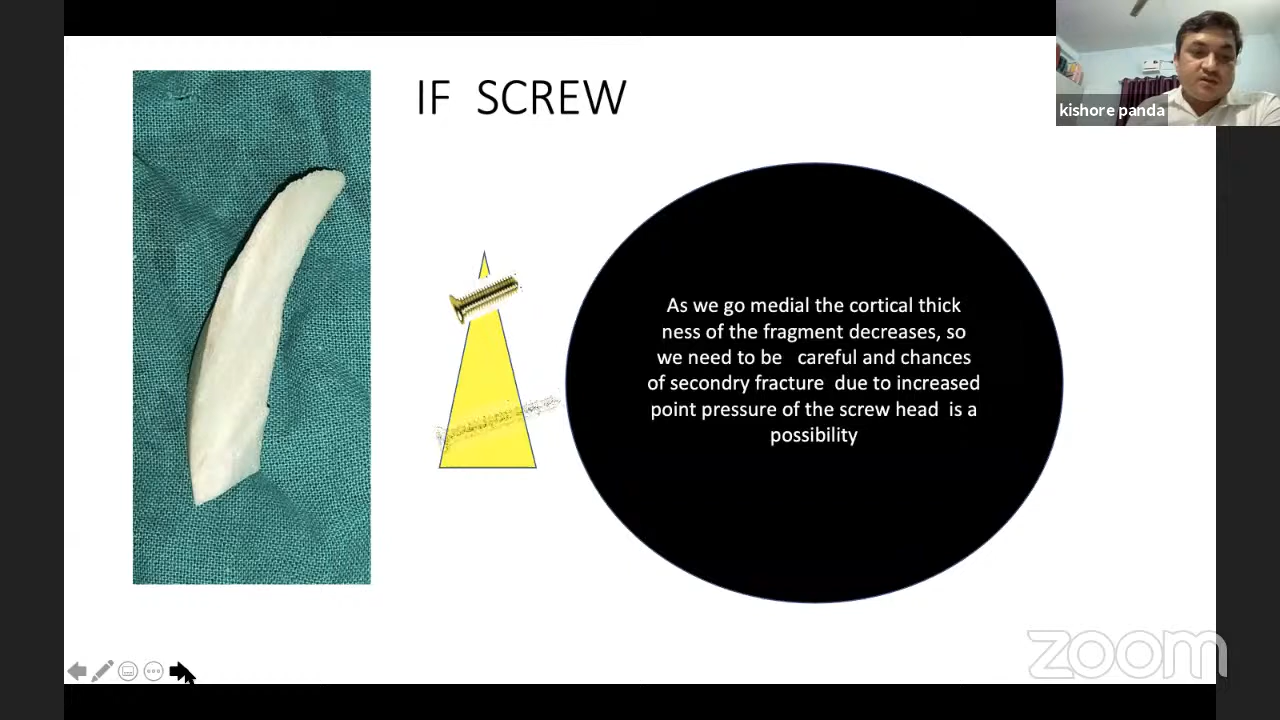 IF SCREW
kishore panda
As we go medial the cortical thick
ness of the fragment decreases, so
we need to be careful and chances
of secondry fracture due to increased
point pressure of the screw head is a
possibility
zoom